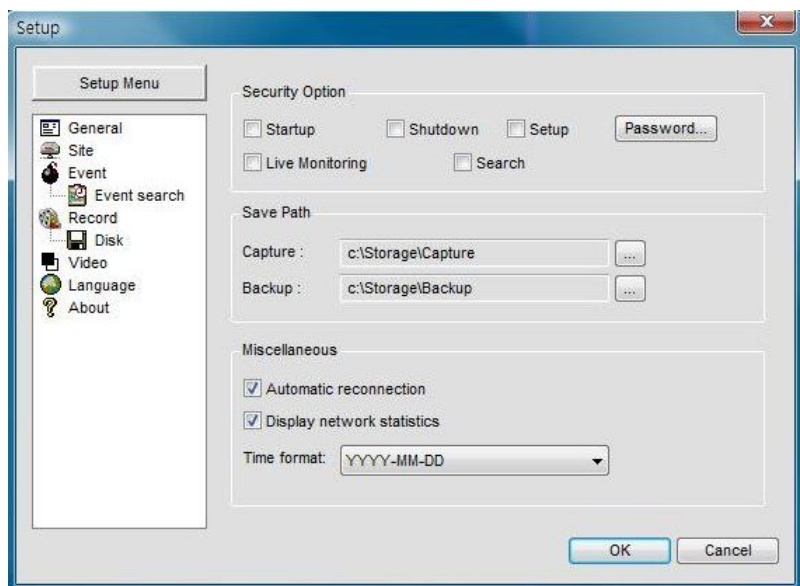 Setup
Setup Menu
General
Site
Event
Event search
Record
Disk
Video
Language
About
Security Option
Startup
Shutdown
Setup
Password...
Live Monitoring
Search
Save Path
Capture :
c:\Storage\Capture
...
Backup :
c:\Storage\Backup
...
Miscellaneous
Automatic reconnection
Display network statistics
Time format:
YYYY-MM-DD
OK
Cancel